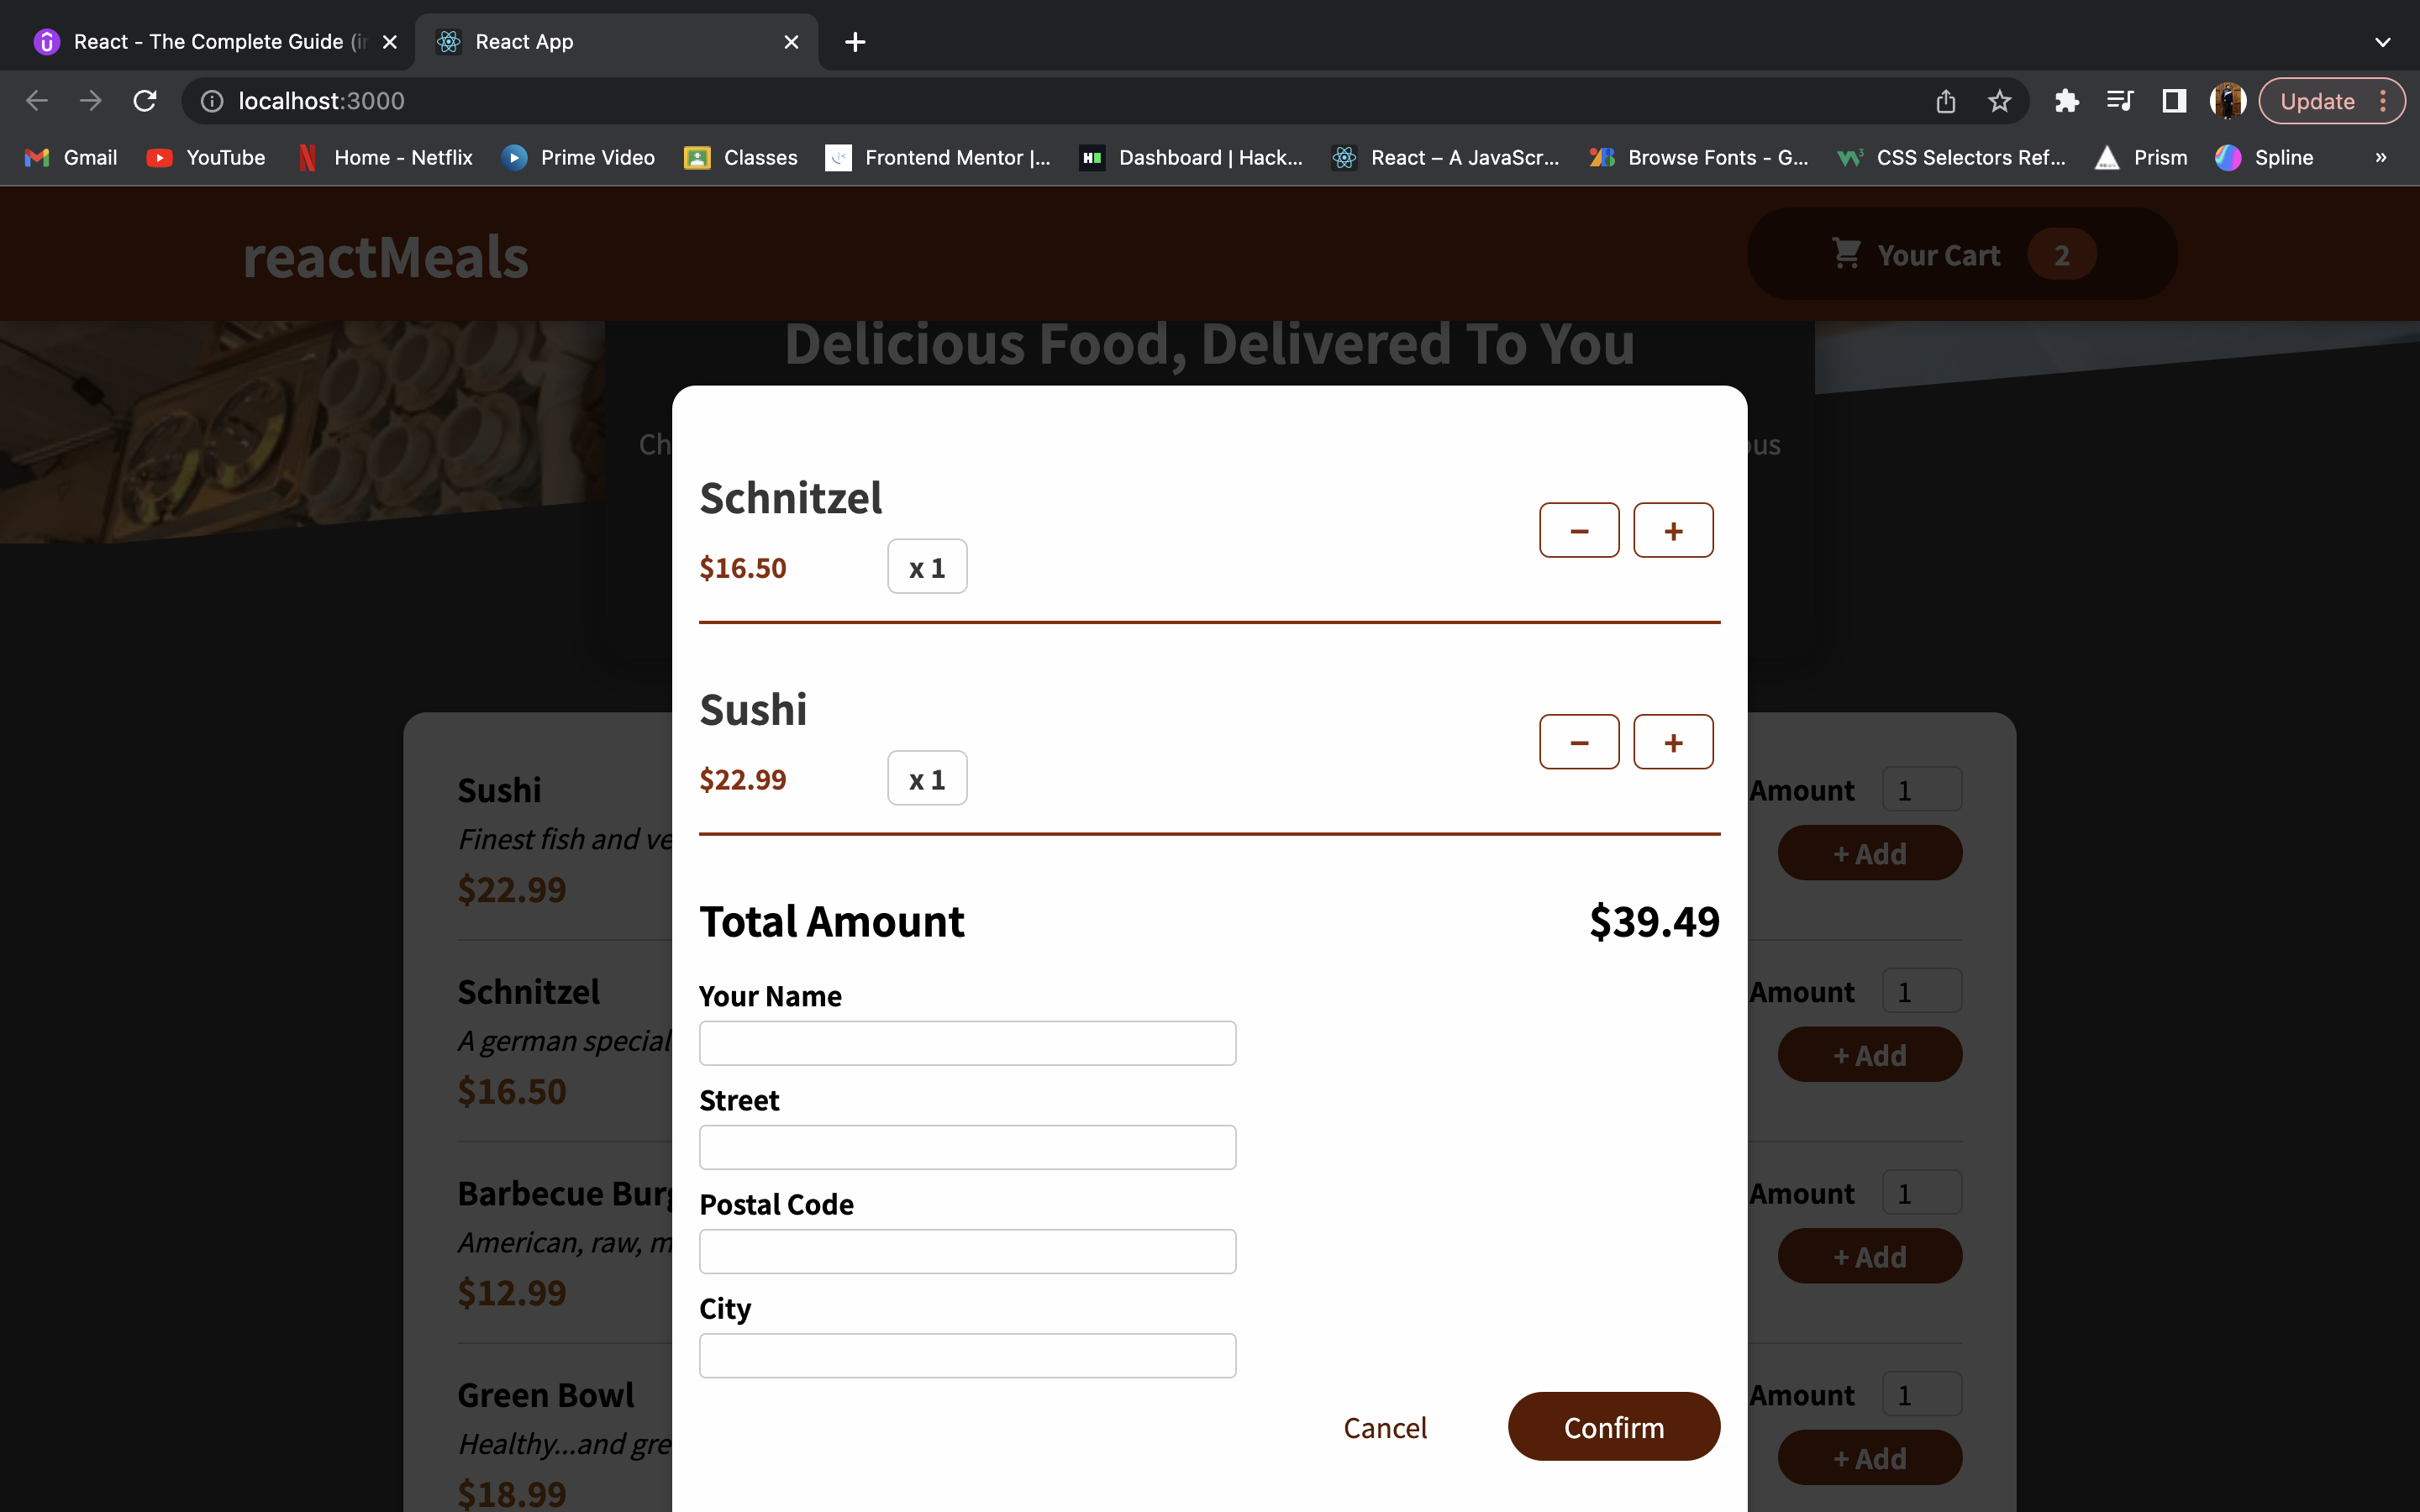 React - The Complete Guide (in
React App
localhost:3000
Update
Gmail
YouTube
Home - Netflix
Prime Video
Classes
Frontend Mentor |...
Dashboard | Hack...
React – A JavaScr...
Browse Fonts - G...
CSS Selectors Ref...
Prism
Spline
»
reactMeals
Your Cart 2
Delicious Food, Delivered To You
Schnitzel
$16.50 x 1
− +
Sushi
$22.99 x 1
− +
Total Amount $39.49
Your Name
Street
Postal Code
City
Cancel Confirm
Sushi
Finest fish and ve
$22.99
Amount 1
+ Add
Schnitzel
A german special
$16.50
Amount 1
+ Add
Barbecue Burg
American, raw, m
$12.99
Amount 1
+ Add
Green Bowl
Healthy...and gre
$18.99
Amount 1
+ Add